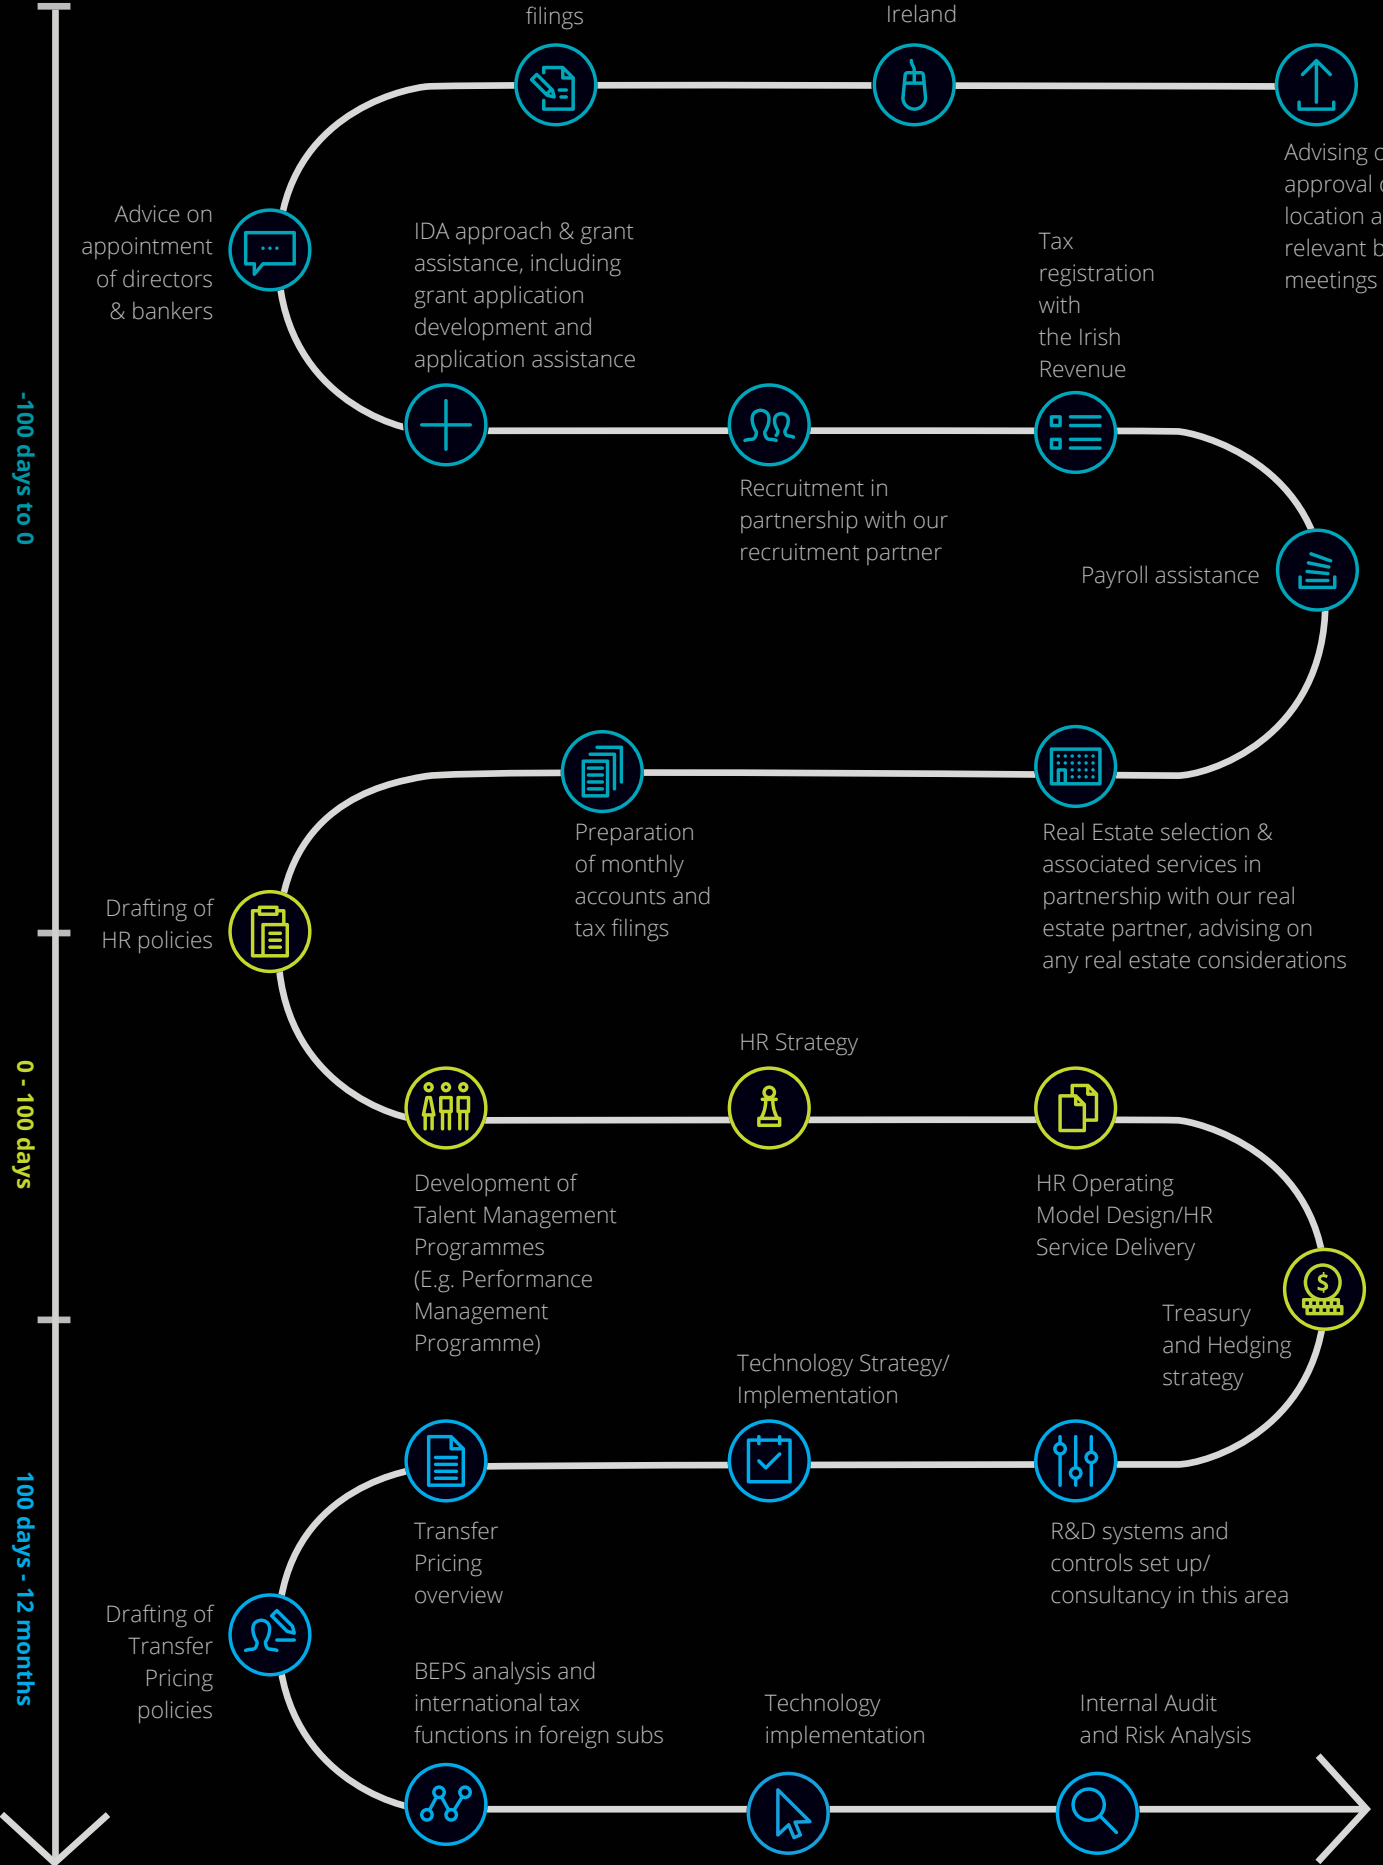 filings
Ireland
Advising
approval
location
relevant
meetings
Advice on
appointment
of directors
& bankers
IDA approach & grant
assistance, including
grant application
development and
application assistance
Tax
registration
with
the Irish
Revenue
-100 days to 0
Recruitment in
partnership with our
recruitment partner
Payroll assistance
Preparation
of monthly
accounts and
tax filings
Real Estate selection &
associated services in
partnership with our real
estate partner, advising on
any real estate considerations
Drafting of
HR policies
0 - 100 days
HR Strategy
Development of
Talent Management
Programmes
(E.g. Performance
Management
Programme)
HR Operating
Model Design/HR
Service Delivery
$
Treasury
and Hedging
strategy
Technology Strategy/
Implementation
100 days - 12 months
Transfer
Pricing
overview
R&D systems and
controls set up/
consultancy in this area
Drafting of
Transfer
Pricing
policies
BEPS analysis and
international tax
functions in foreign subs
Technology
implementation
Internal Audit
and Risk Analysis